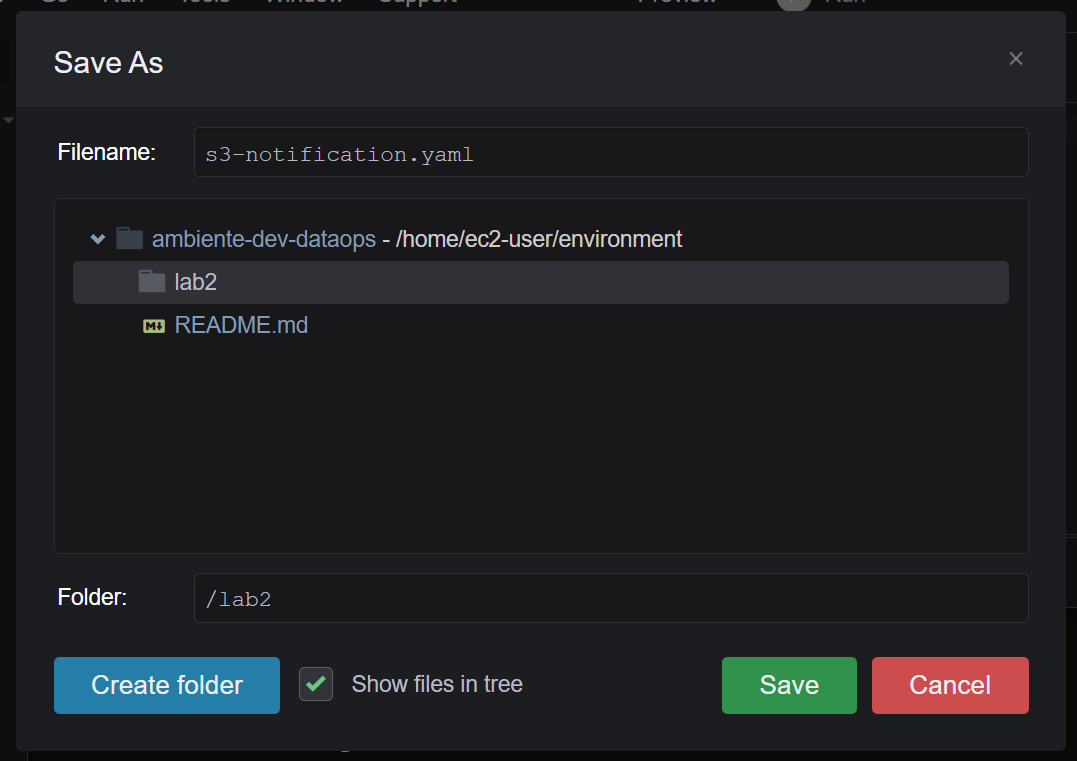 Save As
×
Filename:
s3-notification.yaml
ambiente-dev-dataops - /home/ec2-user/environment
lab2
README.md
Folder:
/lab2
Create folder
Show files in tree
Save
Cancel